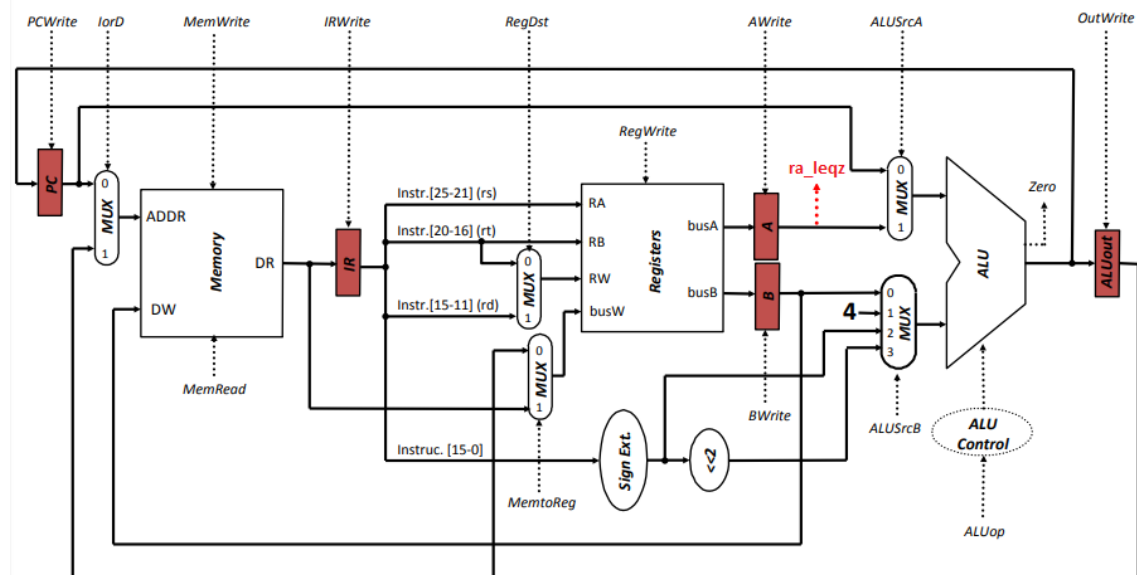 PCWrite IorD MemWrite IRWrite RegDst AWrite ALUSrcA OutWrite
RegWrite
ra_leqz
PC
0
MUX
1
ADDR
Memory
DR
DW
MemRead
IR
Instr.[25-21] (rs)
Instr.[20-16] (rt)
Instr.[15-11] (rd)
Instruc. [15-0]
0
MUX
1
0
MUX
1
MemtoReg
RA
RB
RW
busW
Registers
busA
busB
A
B
BWrite
Sign Ext.
<<2
0
MUX
1
4
0
1
2
3
MUX
ALUSrcB
ALU
Zero
ALU
Control
ALUop
ALUout